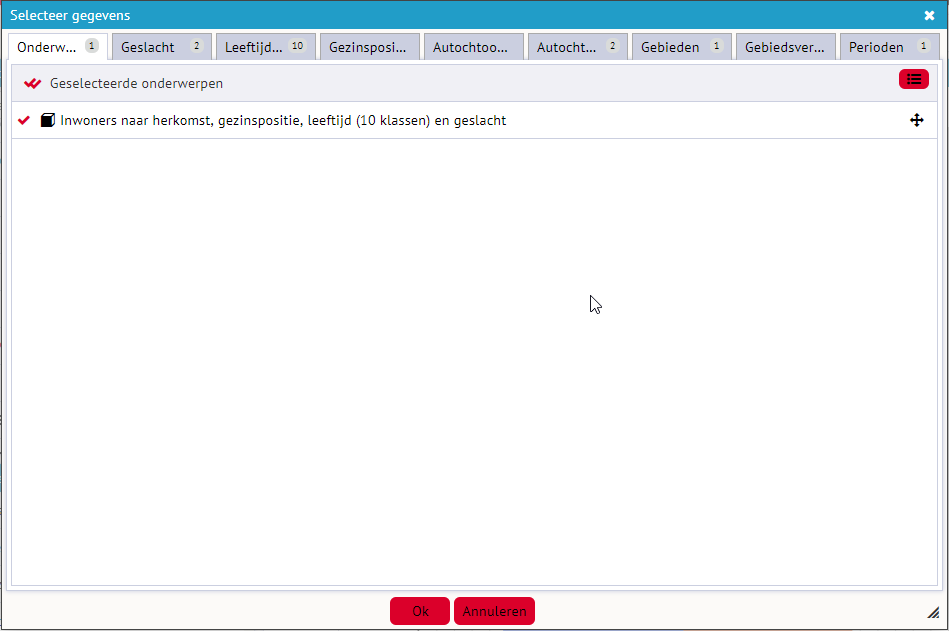 Selecteer gegevens
Onderw... 1 Geslacht 2 Leeftijd... 10 Gezinsposi... Autochtoo... Autocht... 2 Gebieden 1 Gebiedsver... Perioden 1
Geselecteerde onderwerpen
Inwoners naar herkomst, gezinspositie, leeftijd (10 klassen) en geslacht
Ok Annuleren